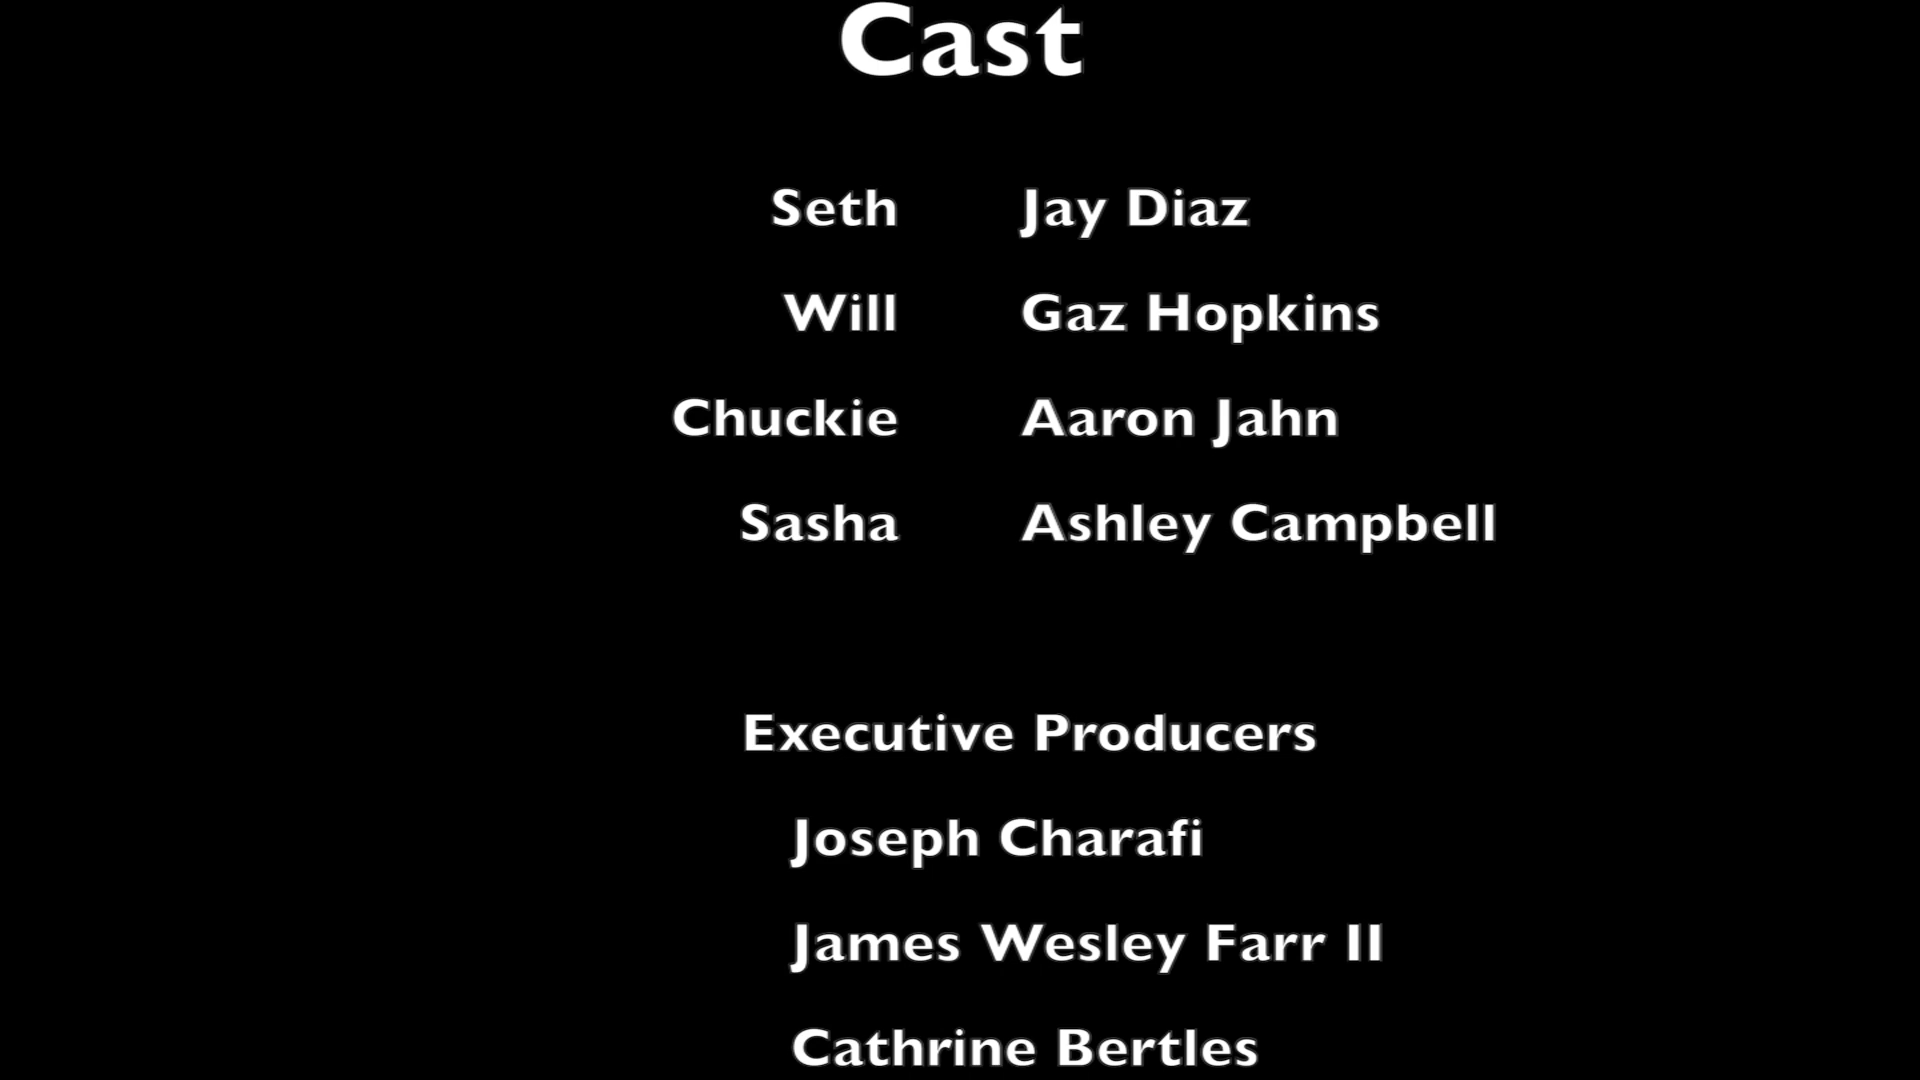 Cast
Seth Jay Diaz
Will Gaz Hopkins
Chuckie Aaron Jahn
Sasha Ashley Campbell
Executive Producers
Joseph Charafi
James Wesley Farr II
Cathrine Bertles